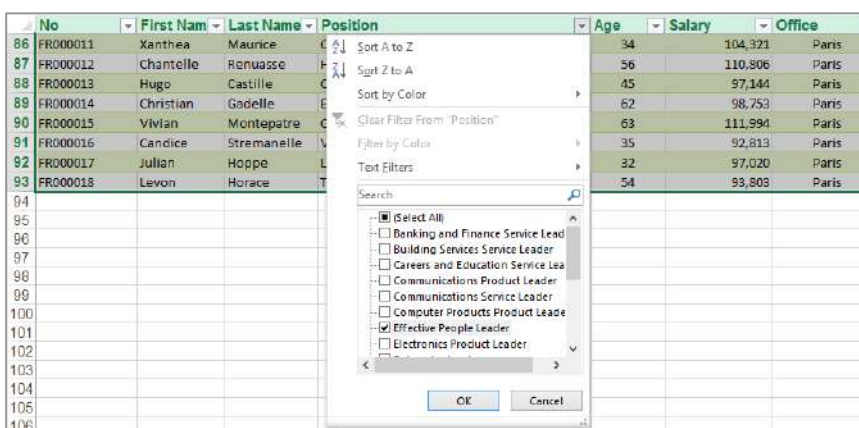 No First Nam Last Name Position Age Salary Office
86 FR000011 Xanthea Maurice 34 104,321 Paris
87 FR000012 Chantelle Renuasse 56 110,806 Paris
88 FR000013 Hugo Castille 45 97,144 Paris
89 FR000014 Christian Gadelle E 62 98,753 Paris
90 FR000015 Vivian Montepatre 63 111,994 Paris
91 FR000016 Candice Stremanelle V 35 92,813 Paris
92 FR000017 Julian Hoppe L 32 97,020 Paris
93 FR000018 Levon Horace T 54 93,803 Paris
94
95
96
97
98
99
100
101
102
103
104
105
106
Sort A to Z
Sort Z to A
Sort by Color
Clear Filter From "Position"
Filter by Color
Text Filters
Search
(Select All)
Banking and Finance Service Lead
Building Services Service Leader
Careers and Education Service Lea
Communications Product Leader
Communications Service Leader
Computer Products Product Leade
Effective People Leader
Electronics Product Leader
OK Cancel